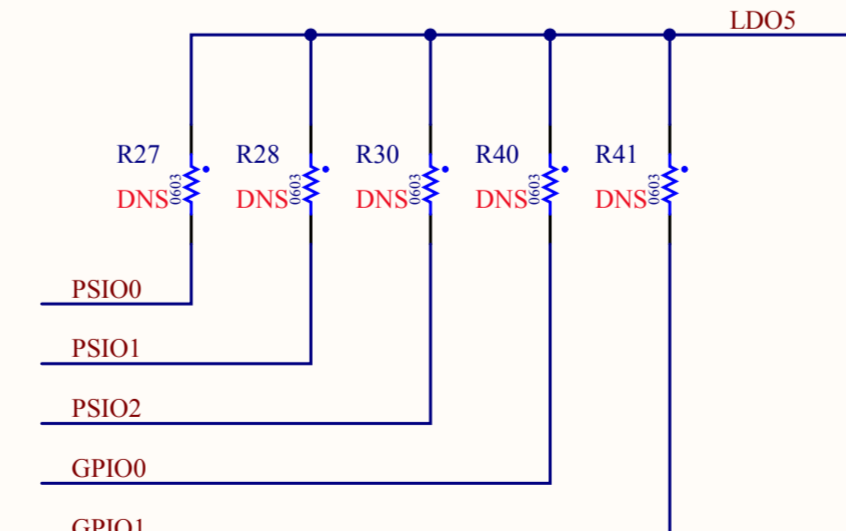 LDO5
R27
R28
R30
R40
R41
DNS
0603
DNS
0603
DNS
0603
DNS
0603
DNS
0603
PSIO0
PSIO1
PSIO2
GPIO0
GPIO1